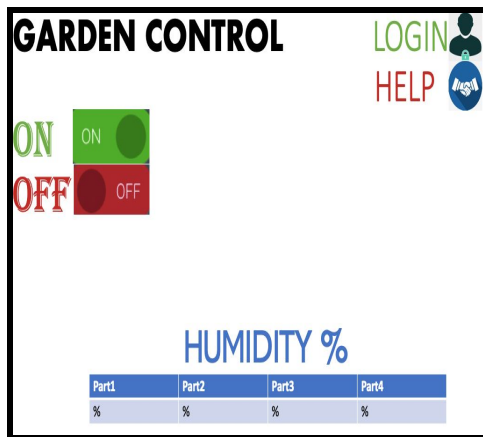 GARDEN CONTROL
LOGIN
HELP
ON ON
OFF OFF
HUMIDITY %
Part1 Part2 Part3 Part4
% % % %